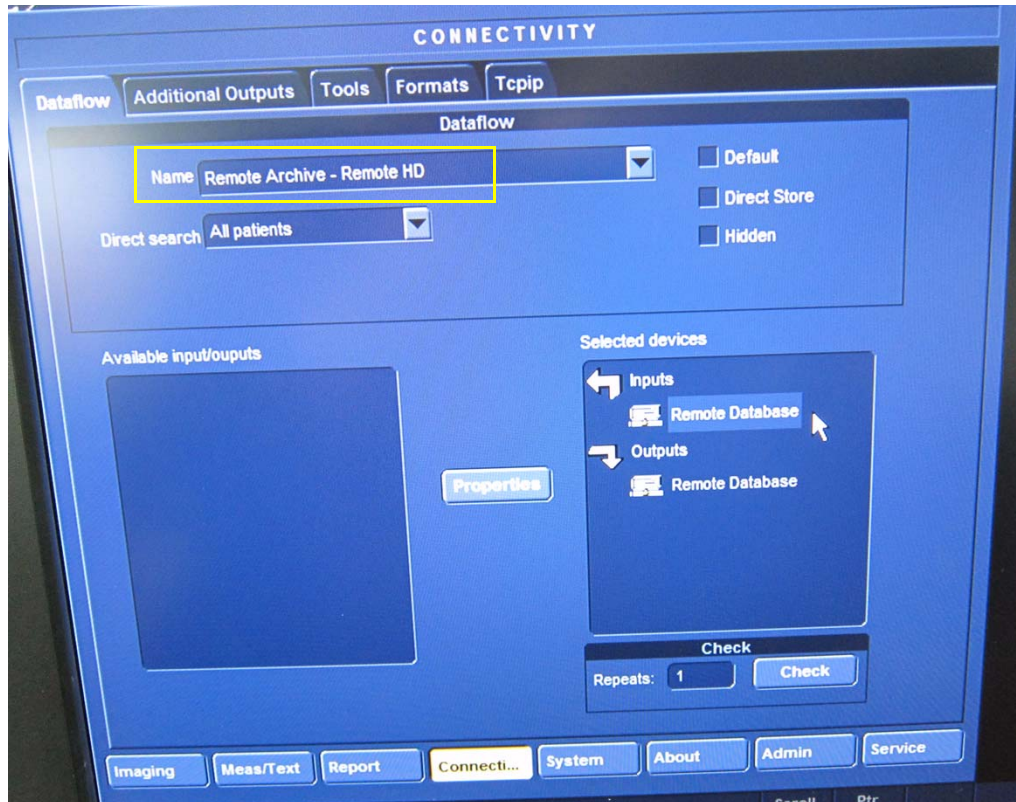 CONNECTIVITY
Dataflow Additional Outputs Tools Formats Tcpip
Dataflow
Name Remote Archive - Remote HD
Default
Direct Store
Direct search All patients
Hidden
Available input/ouputs
Selected devices
Inputs
Remote Database
Outputs
Properties
Remote Database
Check
Repeats: 1 Check
Imaging Meas/Text Report Connecti... System About Admin Service